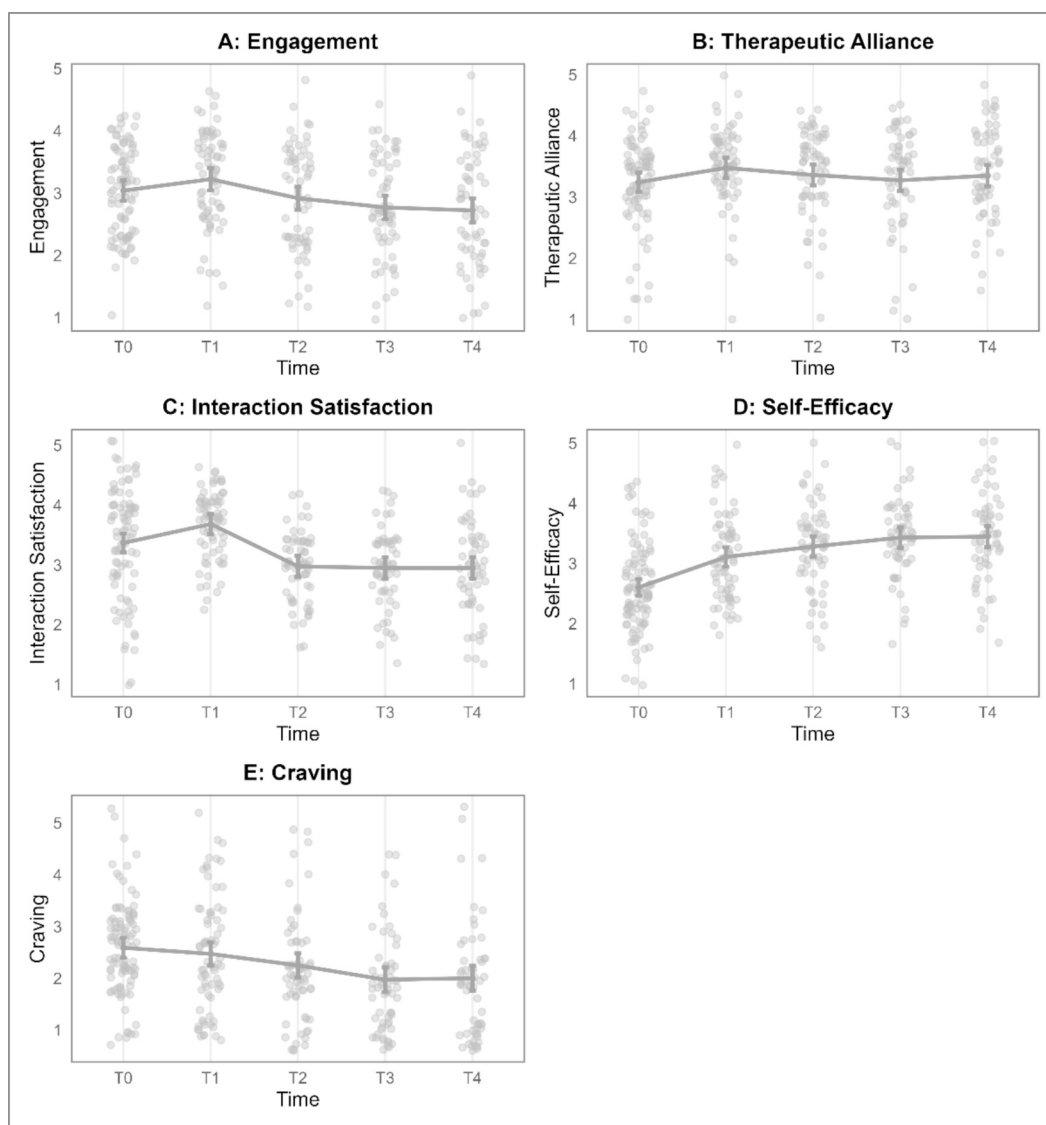 A: Engagement
Engagement
5
4
3
2
1
T0 T1 T2 T3 T4
Time
B: Therapeutic Alliance
Therapeutic Alliance
5
4
3
2
1
T0 T1 T2 T3 T4
Time
C: Interaction Satisfaction
Interaction Satisfaction
5
4
3
2
1
T0 T1 T2 T3 T4
Time
D: Self-Efficacy
Self-Efficacy
5
4
3
2
1
T0 T1 T2 T3 T4
Time
E: Craving
Craving
5
4
3
2
1
T0 T1 T2 T3 T4
Time